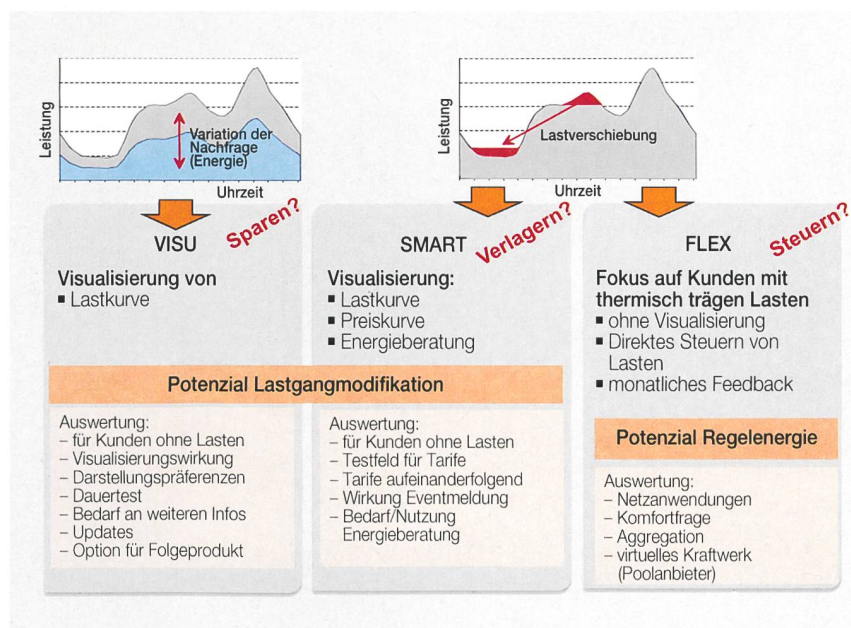 Leistung
Variation der
Nachfrage
(Energie)
Uhrzeit
Leistung
Lastverschiebung
Uhrzeit
Sparen?
VISU
Visualisierung von
▪ Lastkurve
Verlagern?
SMART
Visualisierung:
▪ Lastkurve
▪ Preiskurve
▪ Energieberatung
Steuern?
FLEX
Fokus auf Kunden mit
thermisch trägen Lasten
▪ ohne Visualisierung
▪ Direktes Steuern von
Lasten
▪ monatliches Feedback
Potenzial Lastgangmodifikation
Auswertung:
– für Kunden ohne Lasten
– Visualisierungswirkung
– Darstellungspräferenzen
– Dauertest
– Bedarf an weiteren Infos
– Updates
– Option für Folgeprodukt
Auswertung:
– für Kunden ohne Lasten
– Testfeld für Tarife
– Tarife aufeinanderfolgend
– Wirkung Eventmeldung
– Bedarf/Nutzung
Energieberatung
Potenzial Regelenergie
Auswertung:
– Netzanwendungen
– Komfortfrage
– Aggregation
– virtuelles Kraftwerk
(Poolanbieter)